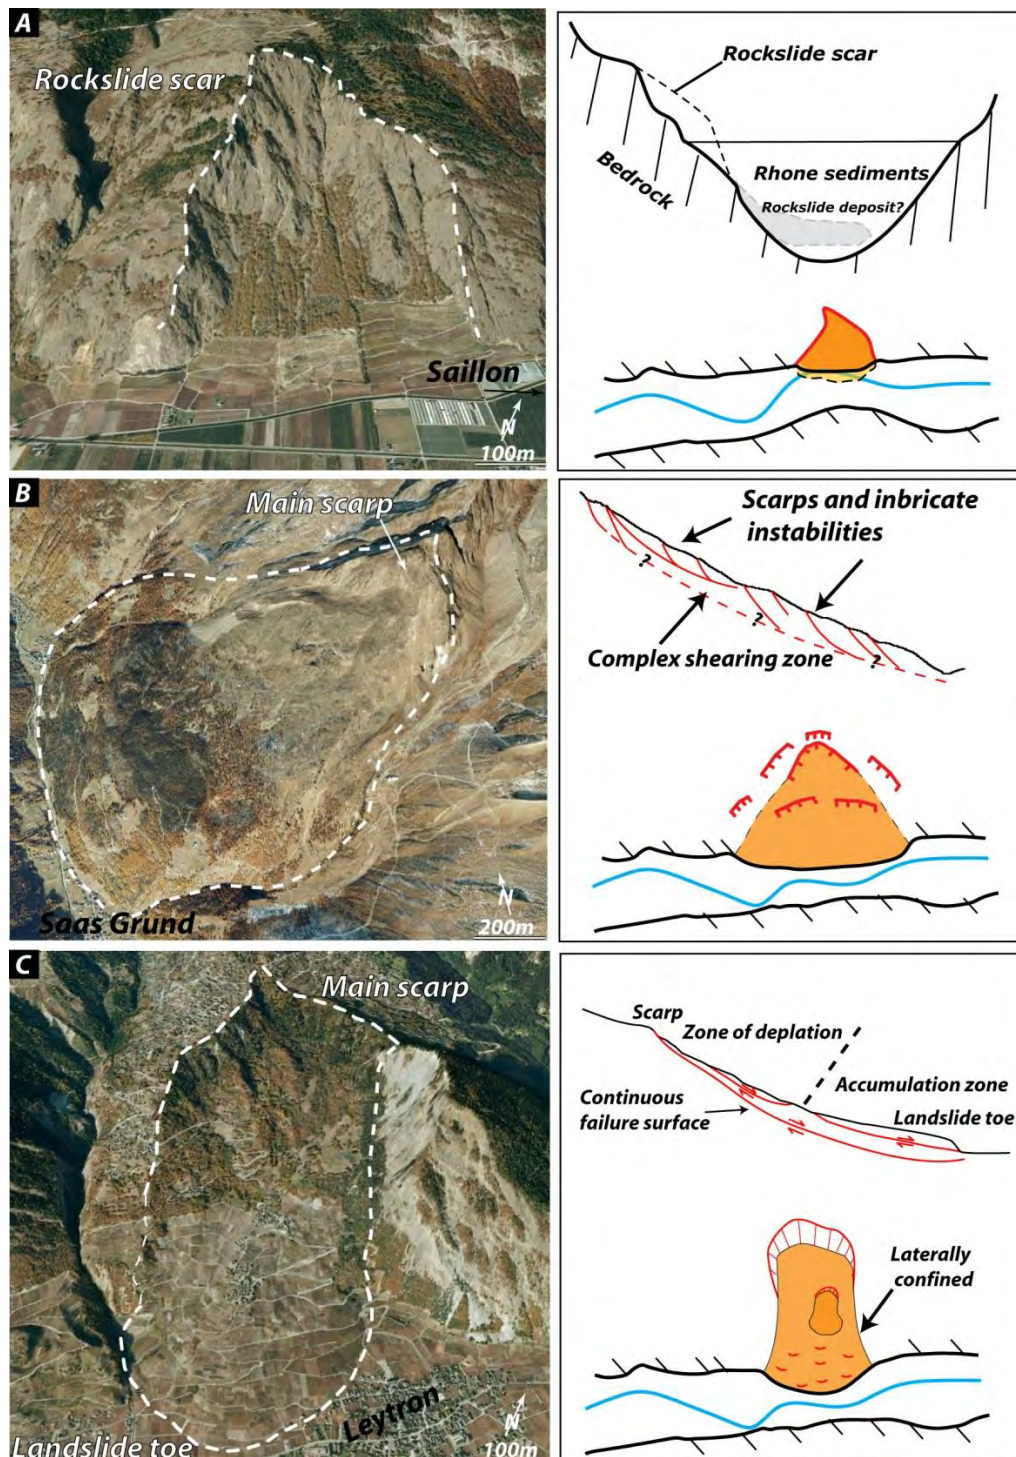 A
Rockslide scar
Saillon
N
100m
Rockslide scar
Bedrock
Rhone sediments
Rockslide deposit?
B
Main scarp
Saas Grund
N
200m
Scarps and inbricate
instabilities
?
?
?
Complex shearing zone
C
Main scarp
Leytron
Landslide toe
N
100m
Scarp
Zone of deplation
Accumulation zone
Continuous
failure surface
Landslide toe
Laterally
confined